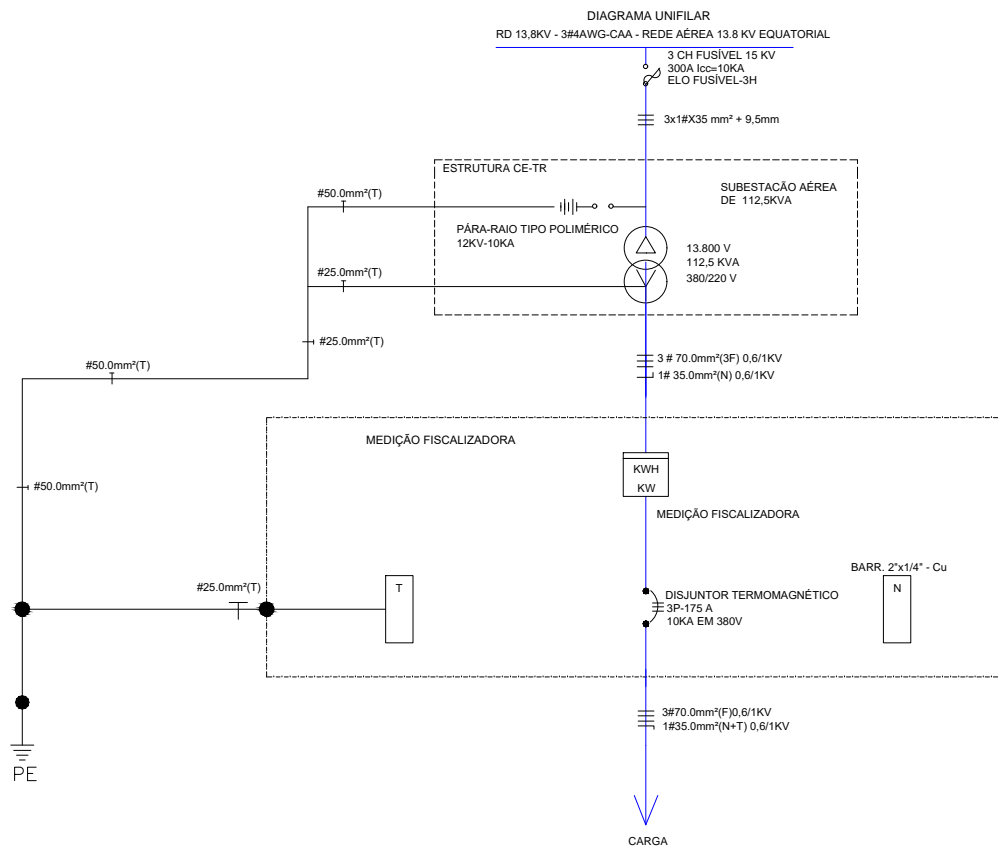 DIAGRAMA UNIFILAR
RD 13,8KV - 3#4AWG-CAA - REDE AÉREA 13.8 KV EQUATORIAL
3 CH FUSÍVEL 15 KV
300A Icc=10KA
ELO FUSÍVEL-3H
3x1#X35 mm² + 9,5mm
ESTRUTURA CE-TR
SUBESTACÃO AÉREA
DE 112,5KVA
#50.0mm²(T)
PÁRA-RAIO TIPO POLIMÉRICO
12KV-10KA
13.800 V
112,5 KVA
380/220 V
#25.0mm²(T)
#25.0mm²(T)
#50.0mm²(T)
3 # 70.0mm²(3F) 0,6/1KV
1# 35.0mm²(N) 0,6/1KV
MEDIÇÃO FISCALIZADORA
KWH
KW
#50.0mm²(T)
MEDIÇÃO FISCALIZADORA
BARR. 2"x1/4" - Cu
#25.0mm²(T)
T
DISJUNTOR TERMOMAGNÉTICO
3P-175 A
10KA EM 380V
N
3#70.0mm²(F)0,6/1KV
1#35.0mm²(N+T) 0,6/1KV
PE
CARGA